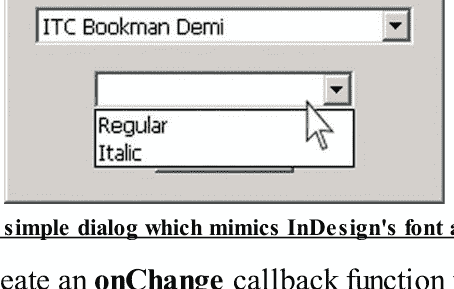 ITC Bookman Demi
Regular
Italic
simple dialog which mimics InDesign's font
eate an onChange callback function